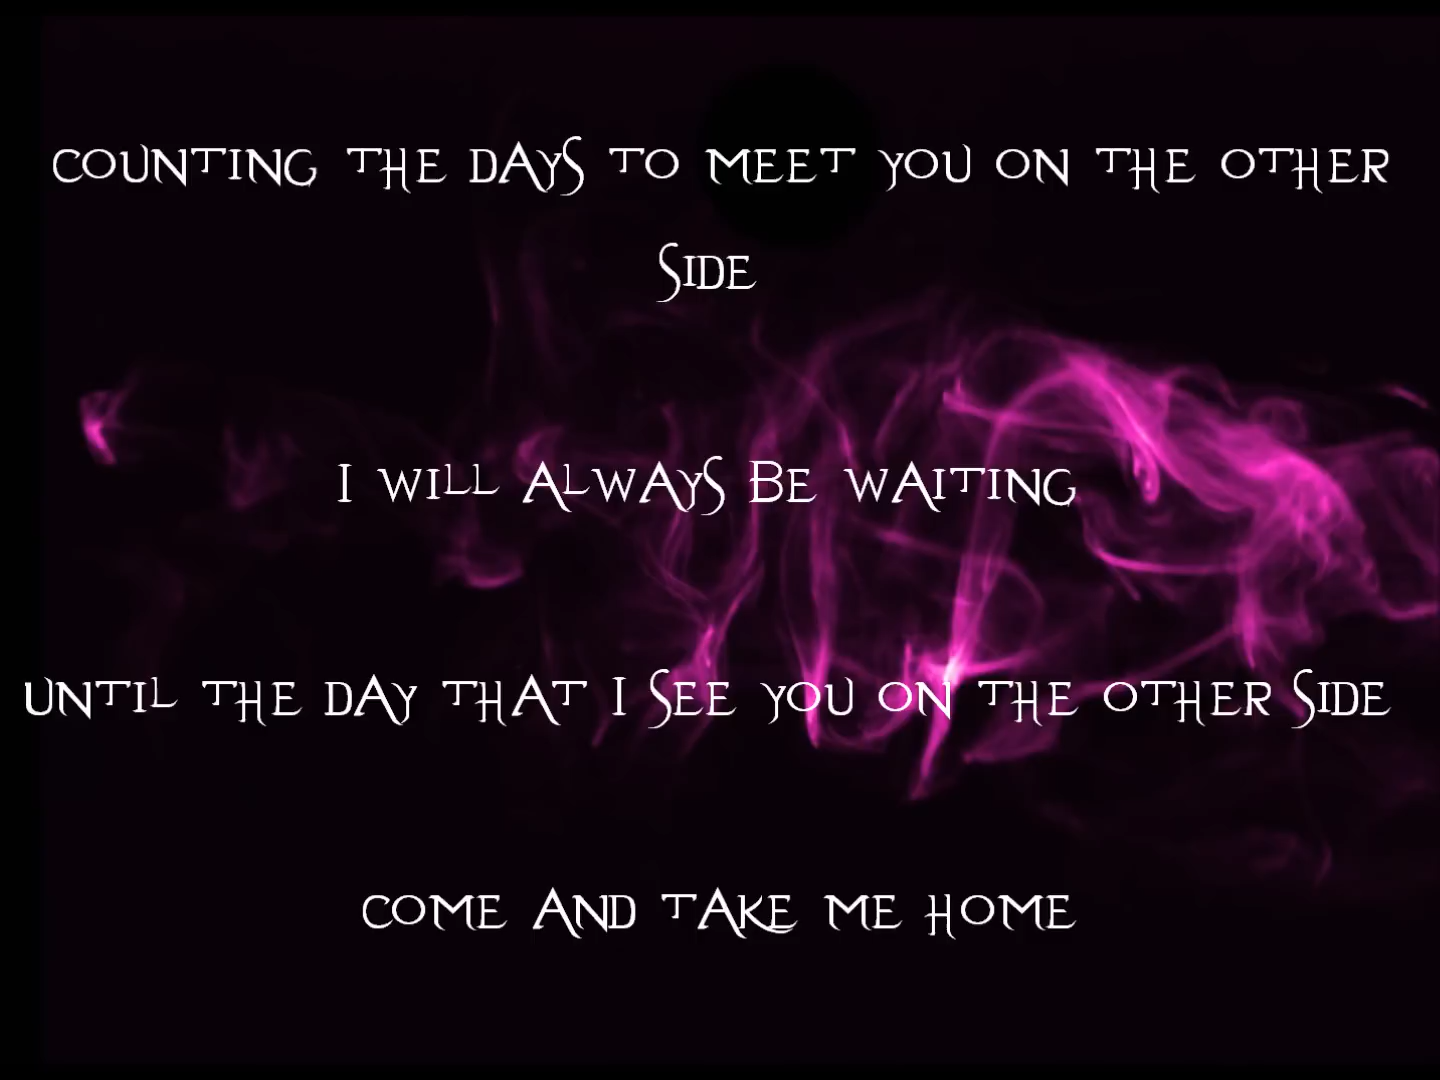 COUNTING THE DAYS TO MEET YOU ON THE OTHER
SIDE
I WILL ALWAYS BE WAITING
UNTIL THE DAY THAT I SEE YOU ON THE OTHER SIDE
COME AND TAKE ME HOME